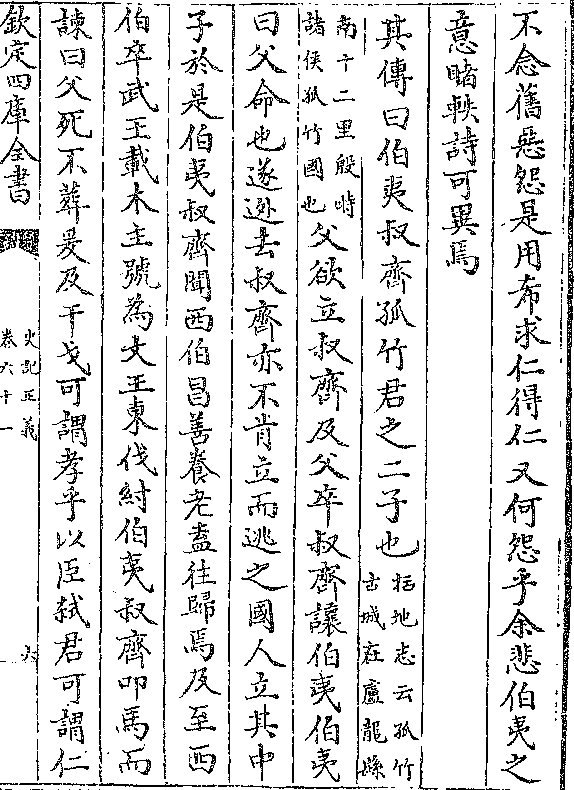 不念舊惡怨是用希求仁得仁又何怨乎余悲伯夷之
意睹軼詩可異焉
其傳曰伯夷叔齊孤竹君之二子也括地志云孤竹
古城在盧龍縣
南十二里殷時
諸侯孤竹國也父欲立叔齊及父卒叔齊讓伯夷伯夷
曰父命也遂逃去叔齊亦不肯立而逃之國人立其中
子於是伯夷叔齊聞西伯昌善養老盍往歸焉及至西
伯卒武王載木主號為文王東伐紂伯夷叔齊叩馬而
諫曰父死不葬爰及干戈可謂孝乎以臣弑君可謂仁
欽定四庫全書
史記正義
卷六十一
六